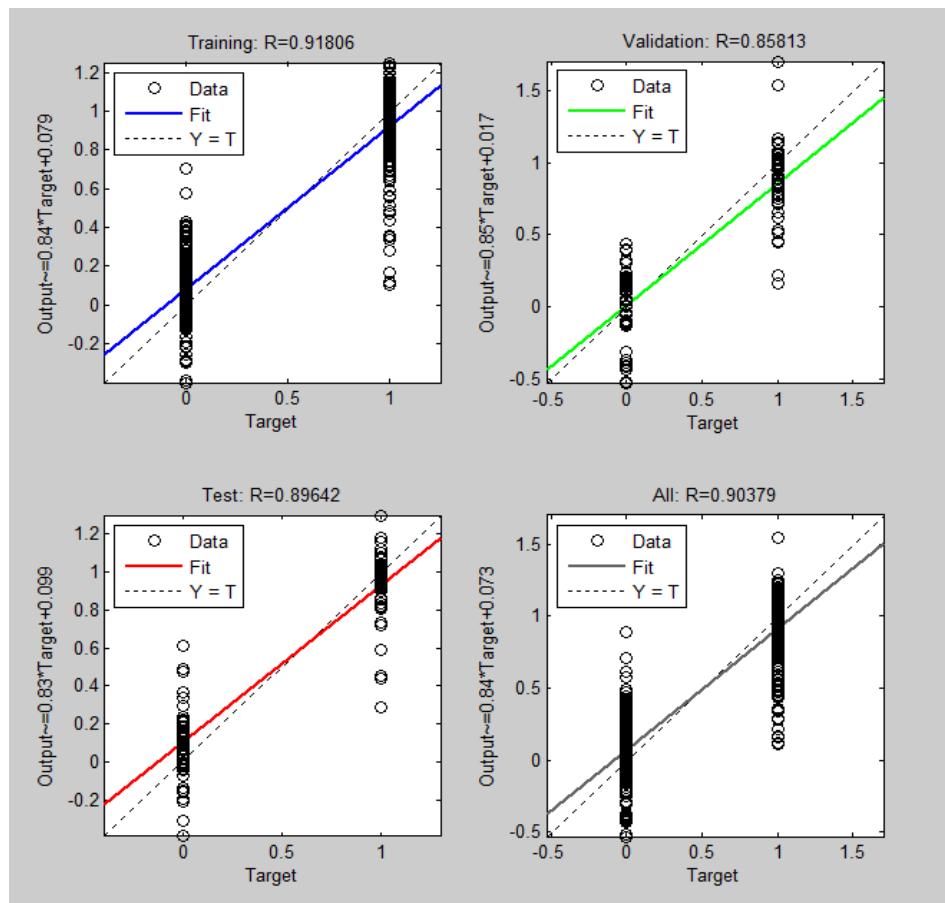 Training: R=0.91806
Output~=0.84*Target+0.079
1.2
1
0.8
0.6
0.4
0.2
0
-0.2
Data
Fit
Y = T
0
0.5
1
Target
Validation: R=0.85813
Output~=0.85*Target+0.017
1.5
1
0.5
0
-0.5
Data
Fit
Y = T
-0.5
0
0.5
1
1.5
Target
Test: R=0.89642
Output~=0.83*Target+0.099
1.2
1
0.8
0.6
0.4
0.2
0
-0.2
Data
Fit
Y = T
0
0.5
1
Target
All: R=0.90379
Output~=0.84*Target+0.073
1.5
1
0.5
0
-0.5
Data
Fit
Y = T
-0.5
0
0.5
1
1.5
Target